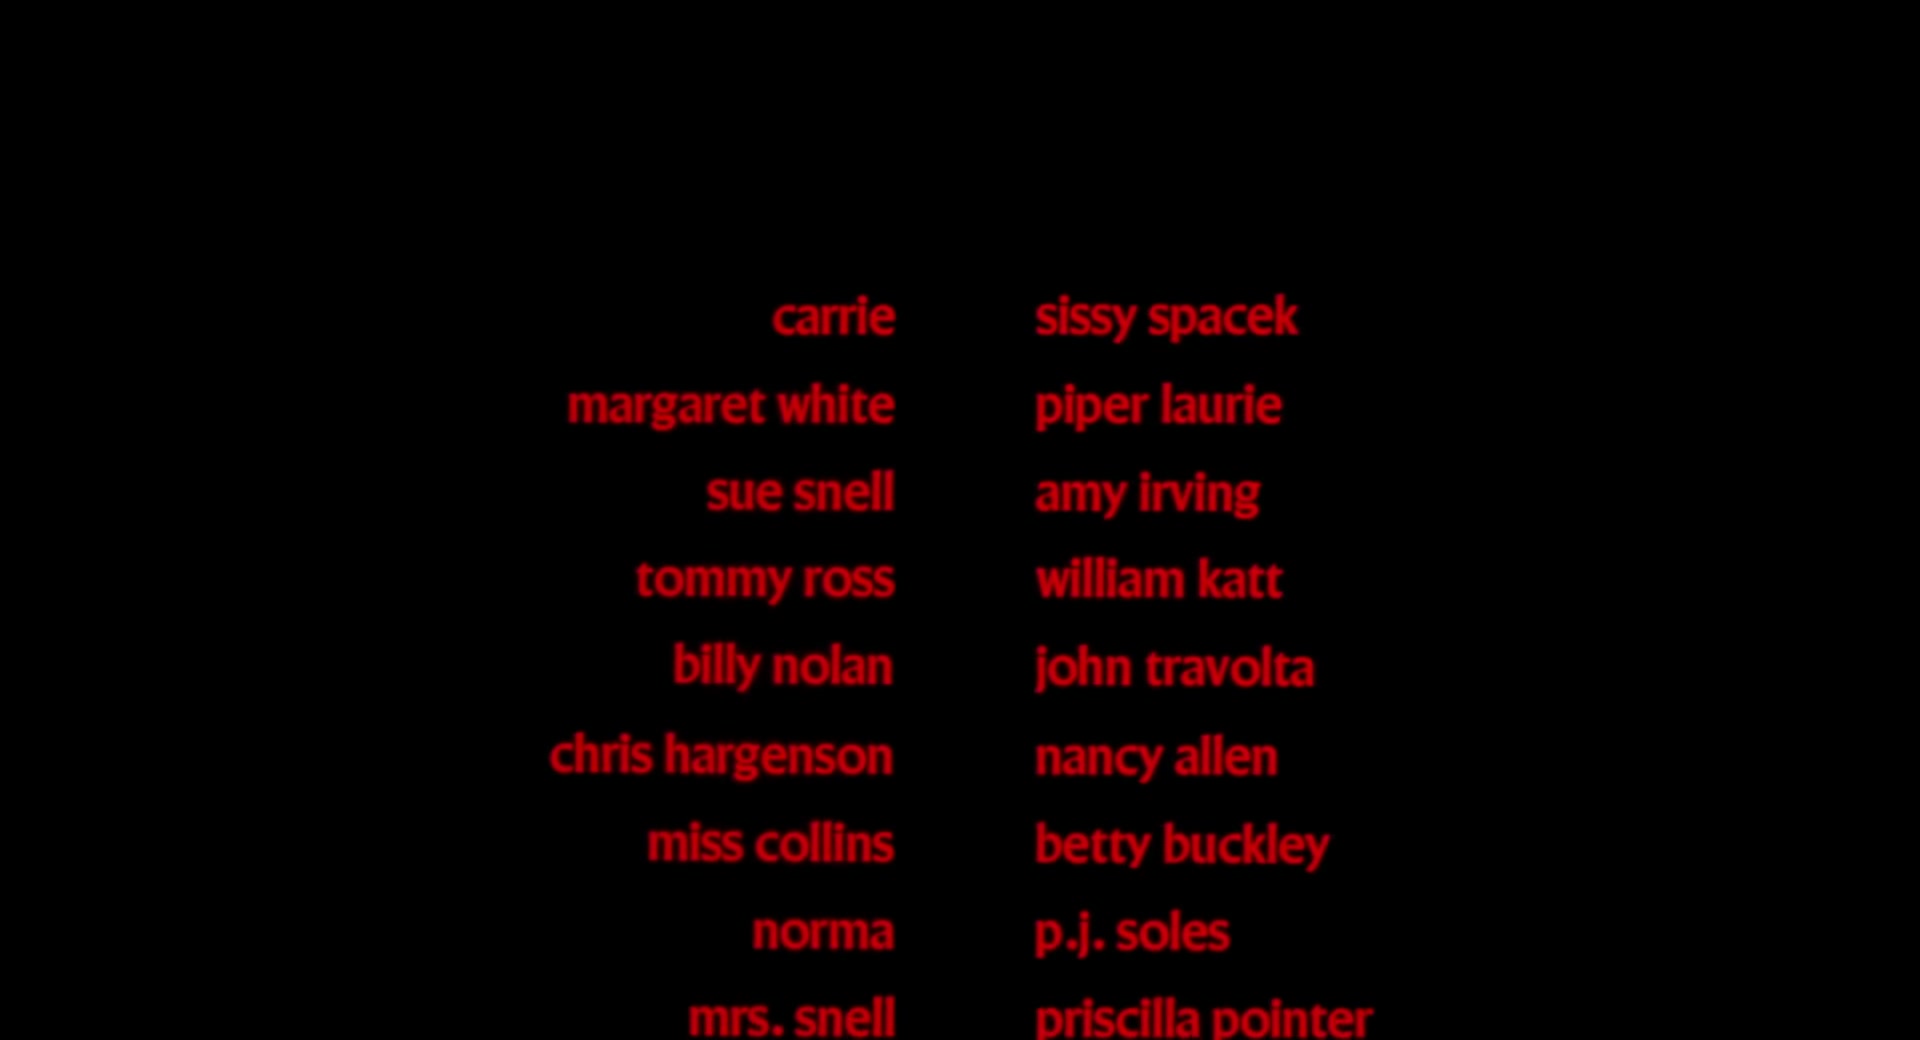 carrie sissy spacek
margaret white piper laurie
sue snell amy irving
tommy ross william katt
billy nolan john travolta
chris hargenson nancy allen
miss collins betty buckley
norma p.j. soles
mrs. snell priscilla pointer